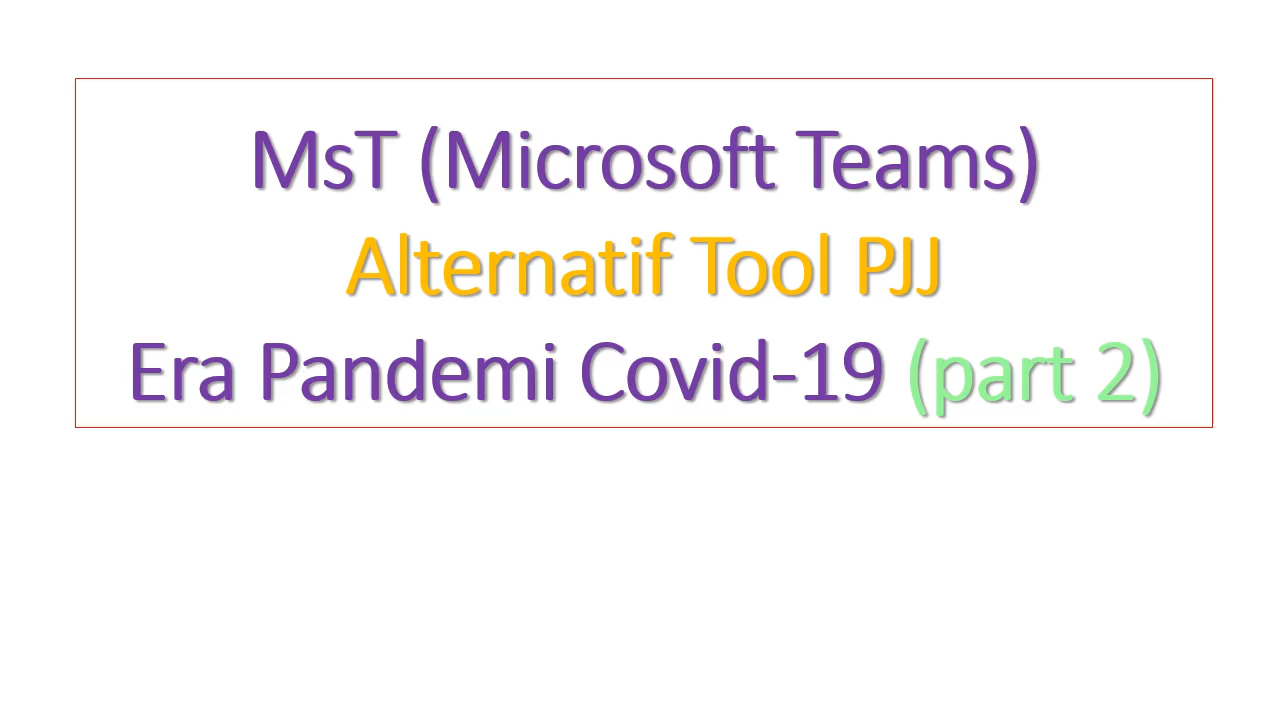 MsT (Microsoft Teams)
Alternatif Tool PJJ
Era Pandemi Covid-19 (part 2)